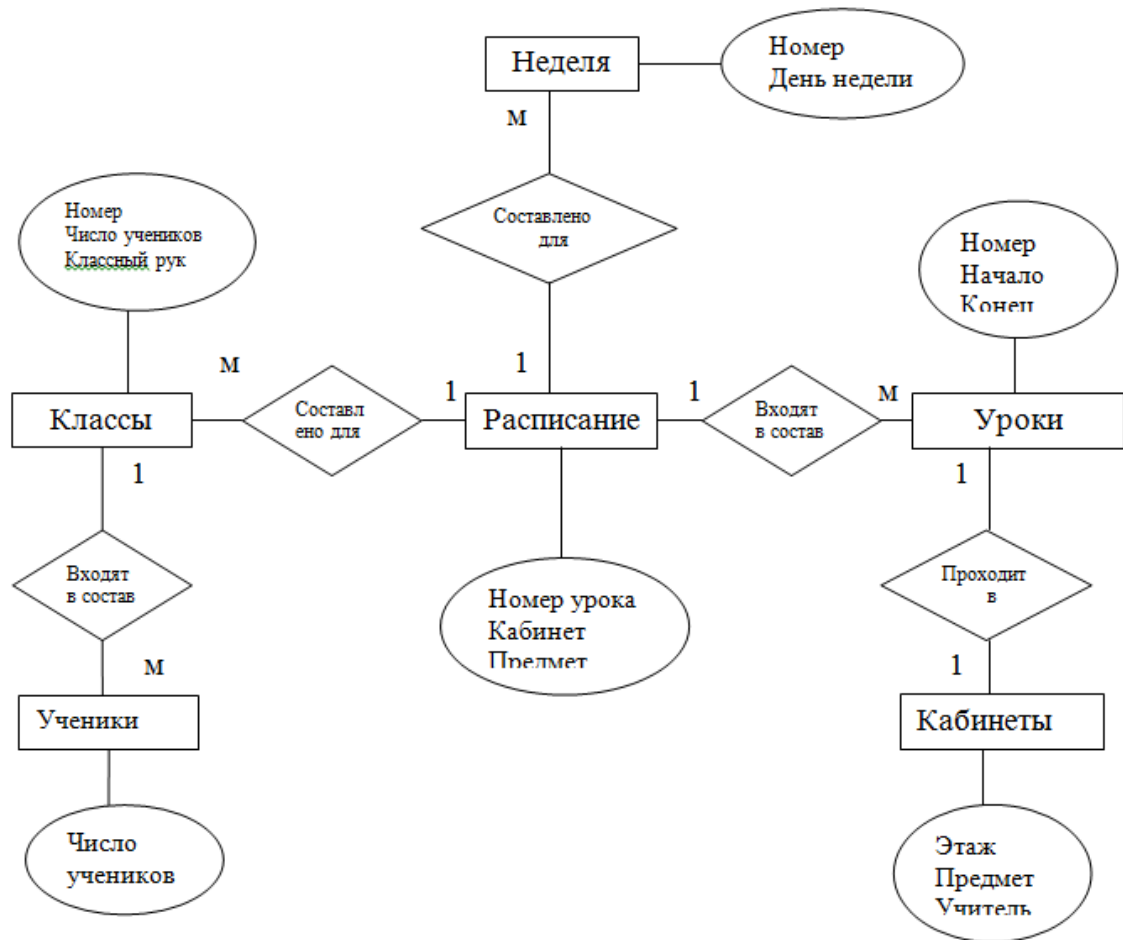 Неделя
Номер
День недели
м
Составлено
для
1
Номер
Число учеников
Классный рук
Номер
Начало
Конец
Классы
м
Составл
ено для
1
Расписание
1
Входят
в состав
м
Уроки
1
Входят
в состав
м
Ученики
Число
учеников
Номер урока
Кабинет
Предмет
1
Проходит
в
1
Кабинеты
Этаж
Предмет
Учитель